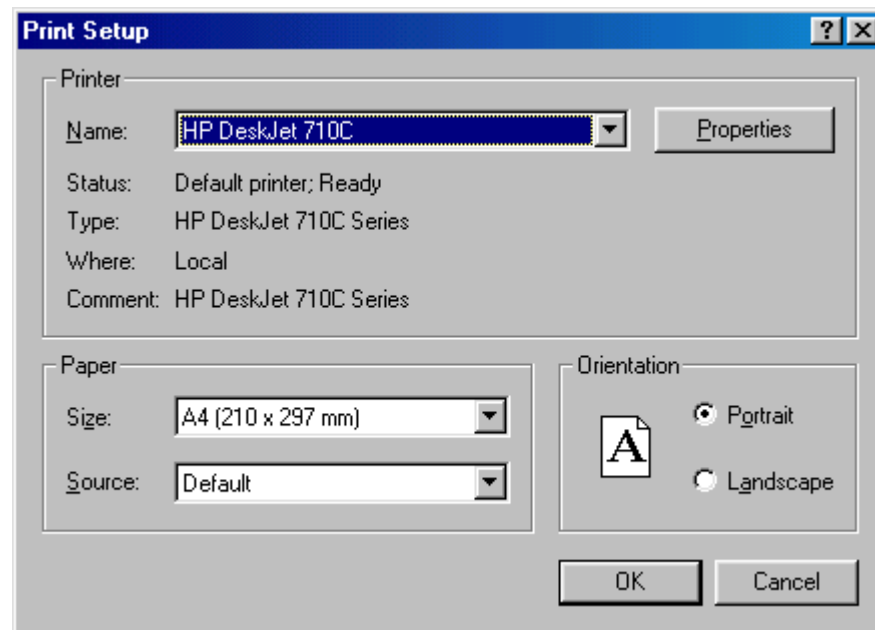 Print Setup
Printer
Name: HP DeskJet 710C Properties
Status: Default printer; Ready
Type: HP DeskJet 710C Series
Where: Local
Comment: HP DeskJet 710C Series
Paper
Size: A4 (210 x 297 mm)
Source: Default
Orientation
A
Portrait
Landscape
OK Cancel